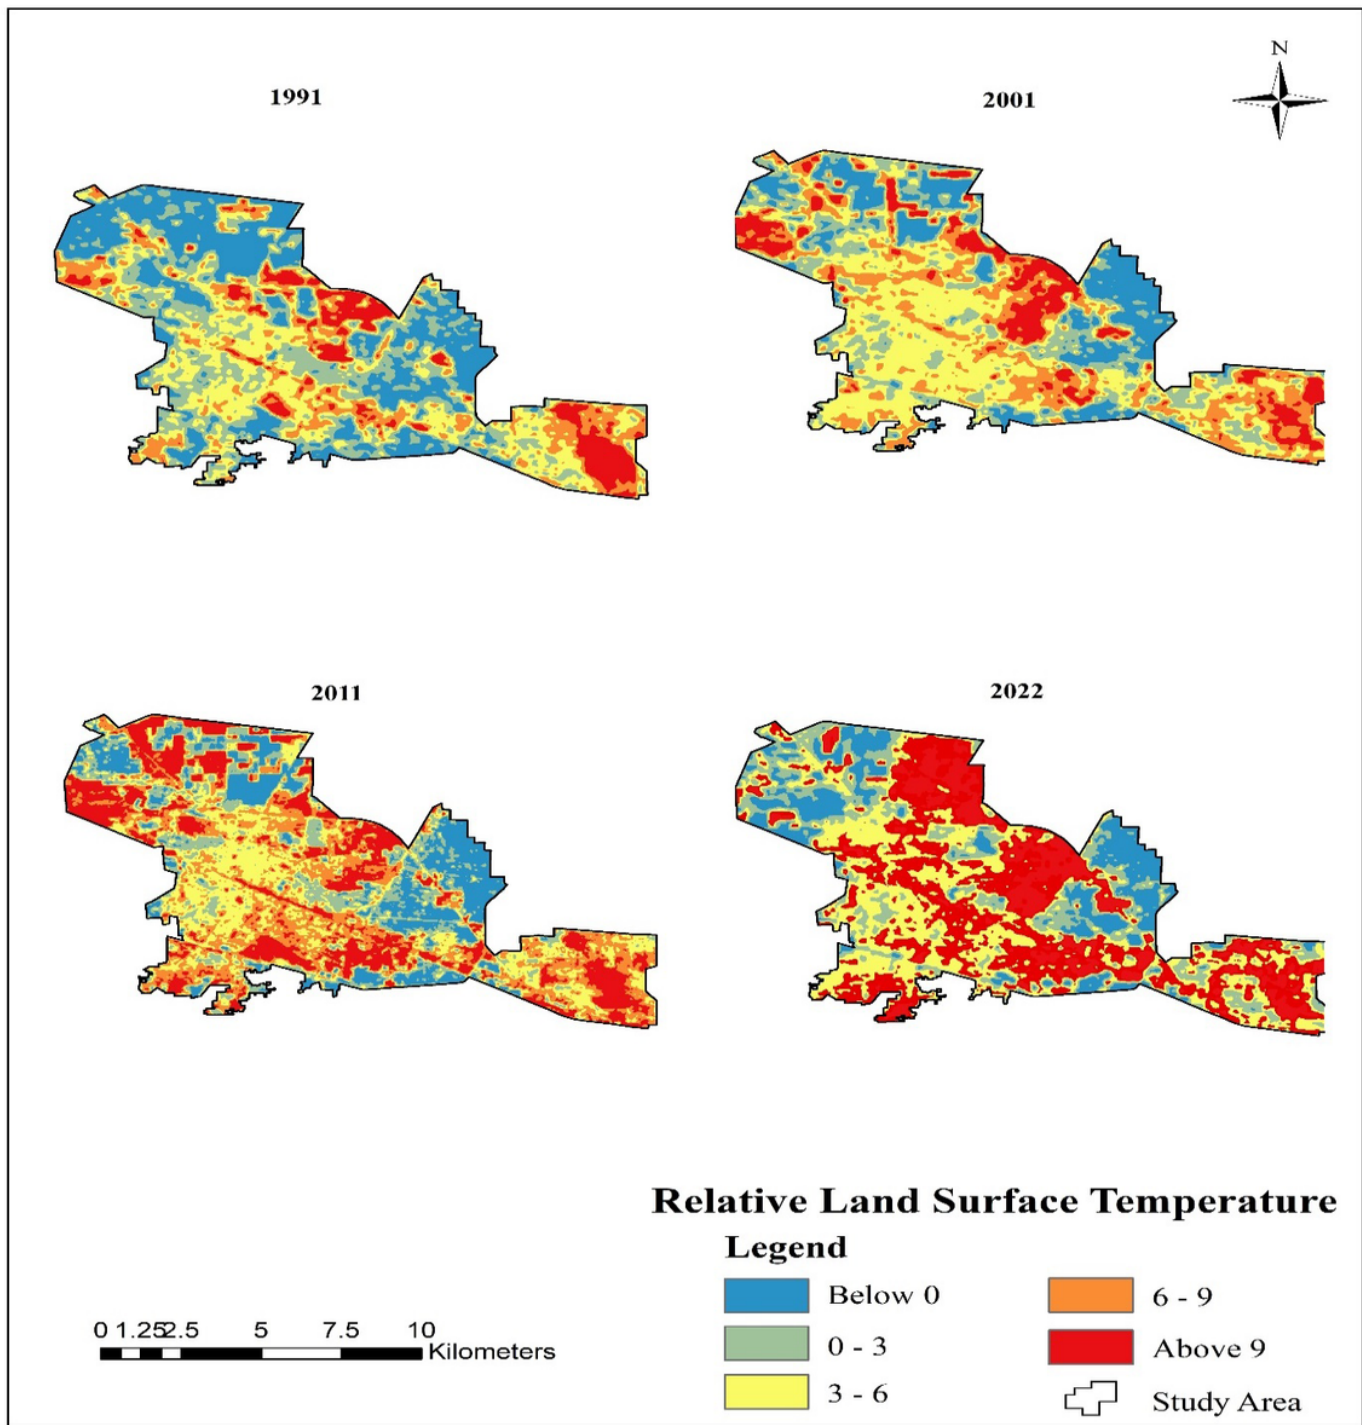 N
1991
2001
2011
2022
Relative Land Surface Temperature
Legend
Below 0
0 - 3
3 - 6
6 - 9
Above 9
Study Area
0 1.25 2.5 5 7.5 10
Kilometers